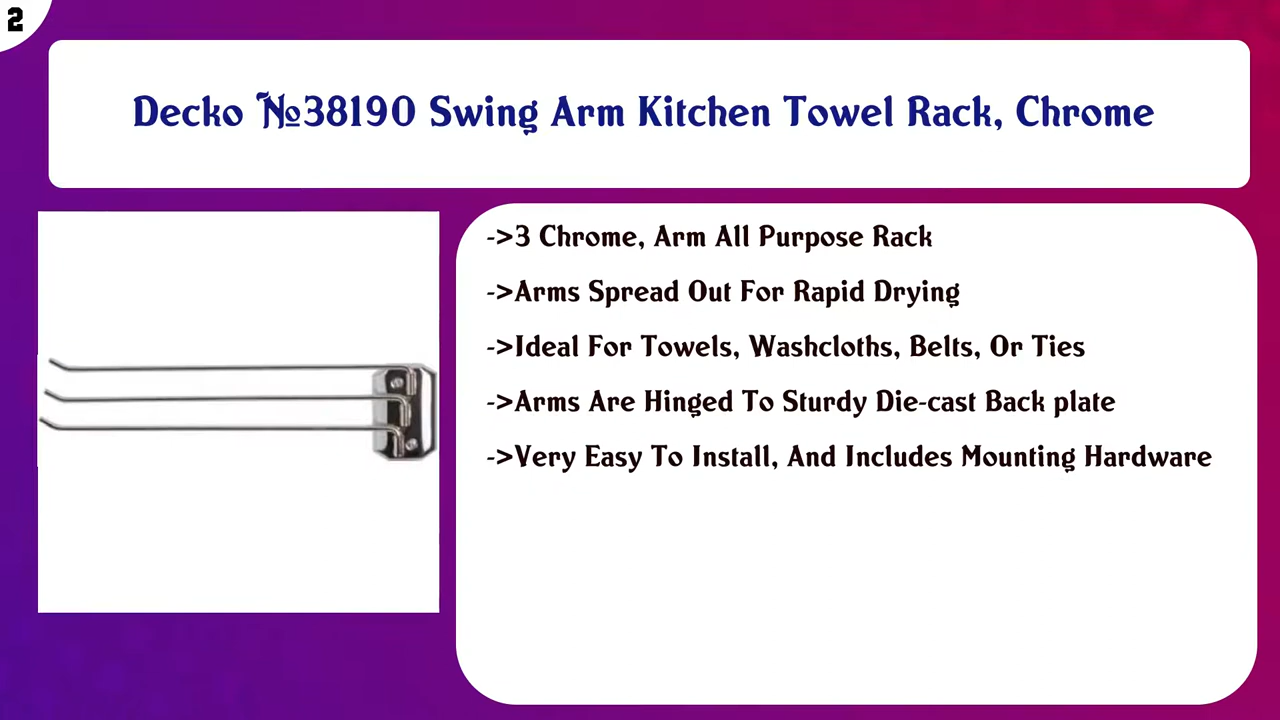 2
Decko №38190 Swing Arm Kitchen Towel Rack, Chrome
->3 Chrome, Arm All Purpose Rack
->Arms Spread Out For Rapid Drying
->Ideal For Towels, Washcloths, Belts, Or Ties
->Arms Are Hinged To Sturdy Die-cast Back plate
->Very Easy To Install, And Includes Mounting Hardware